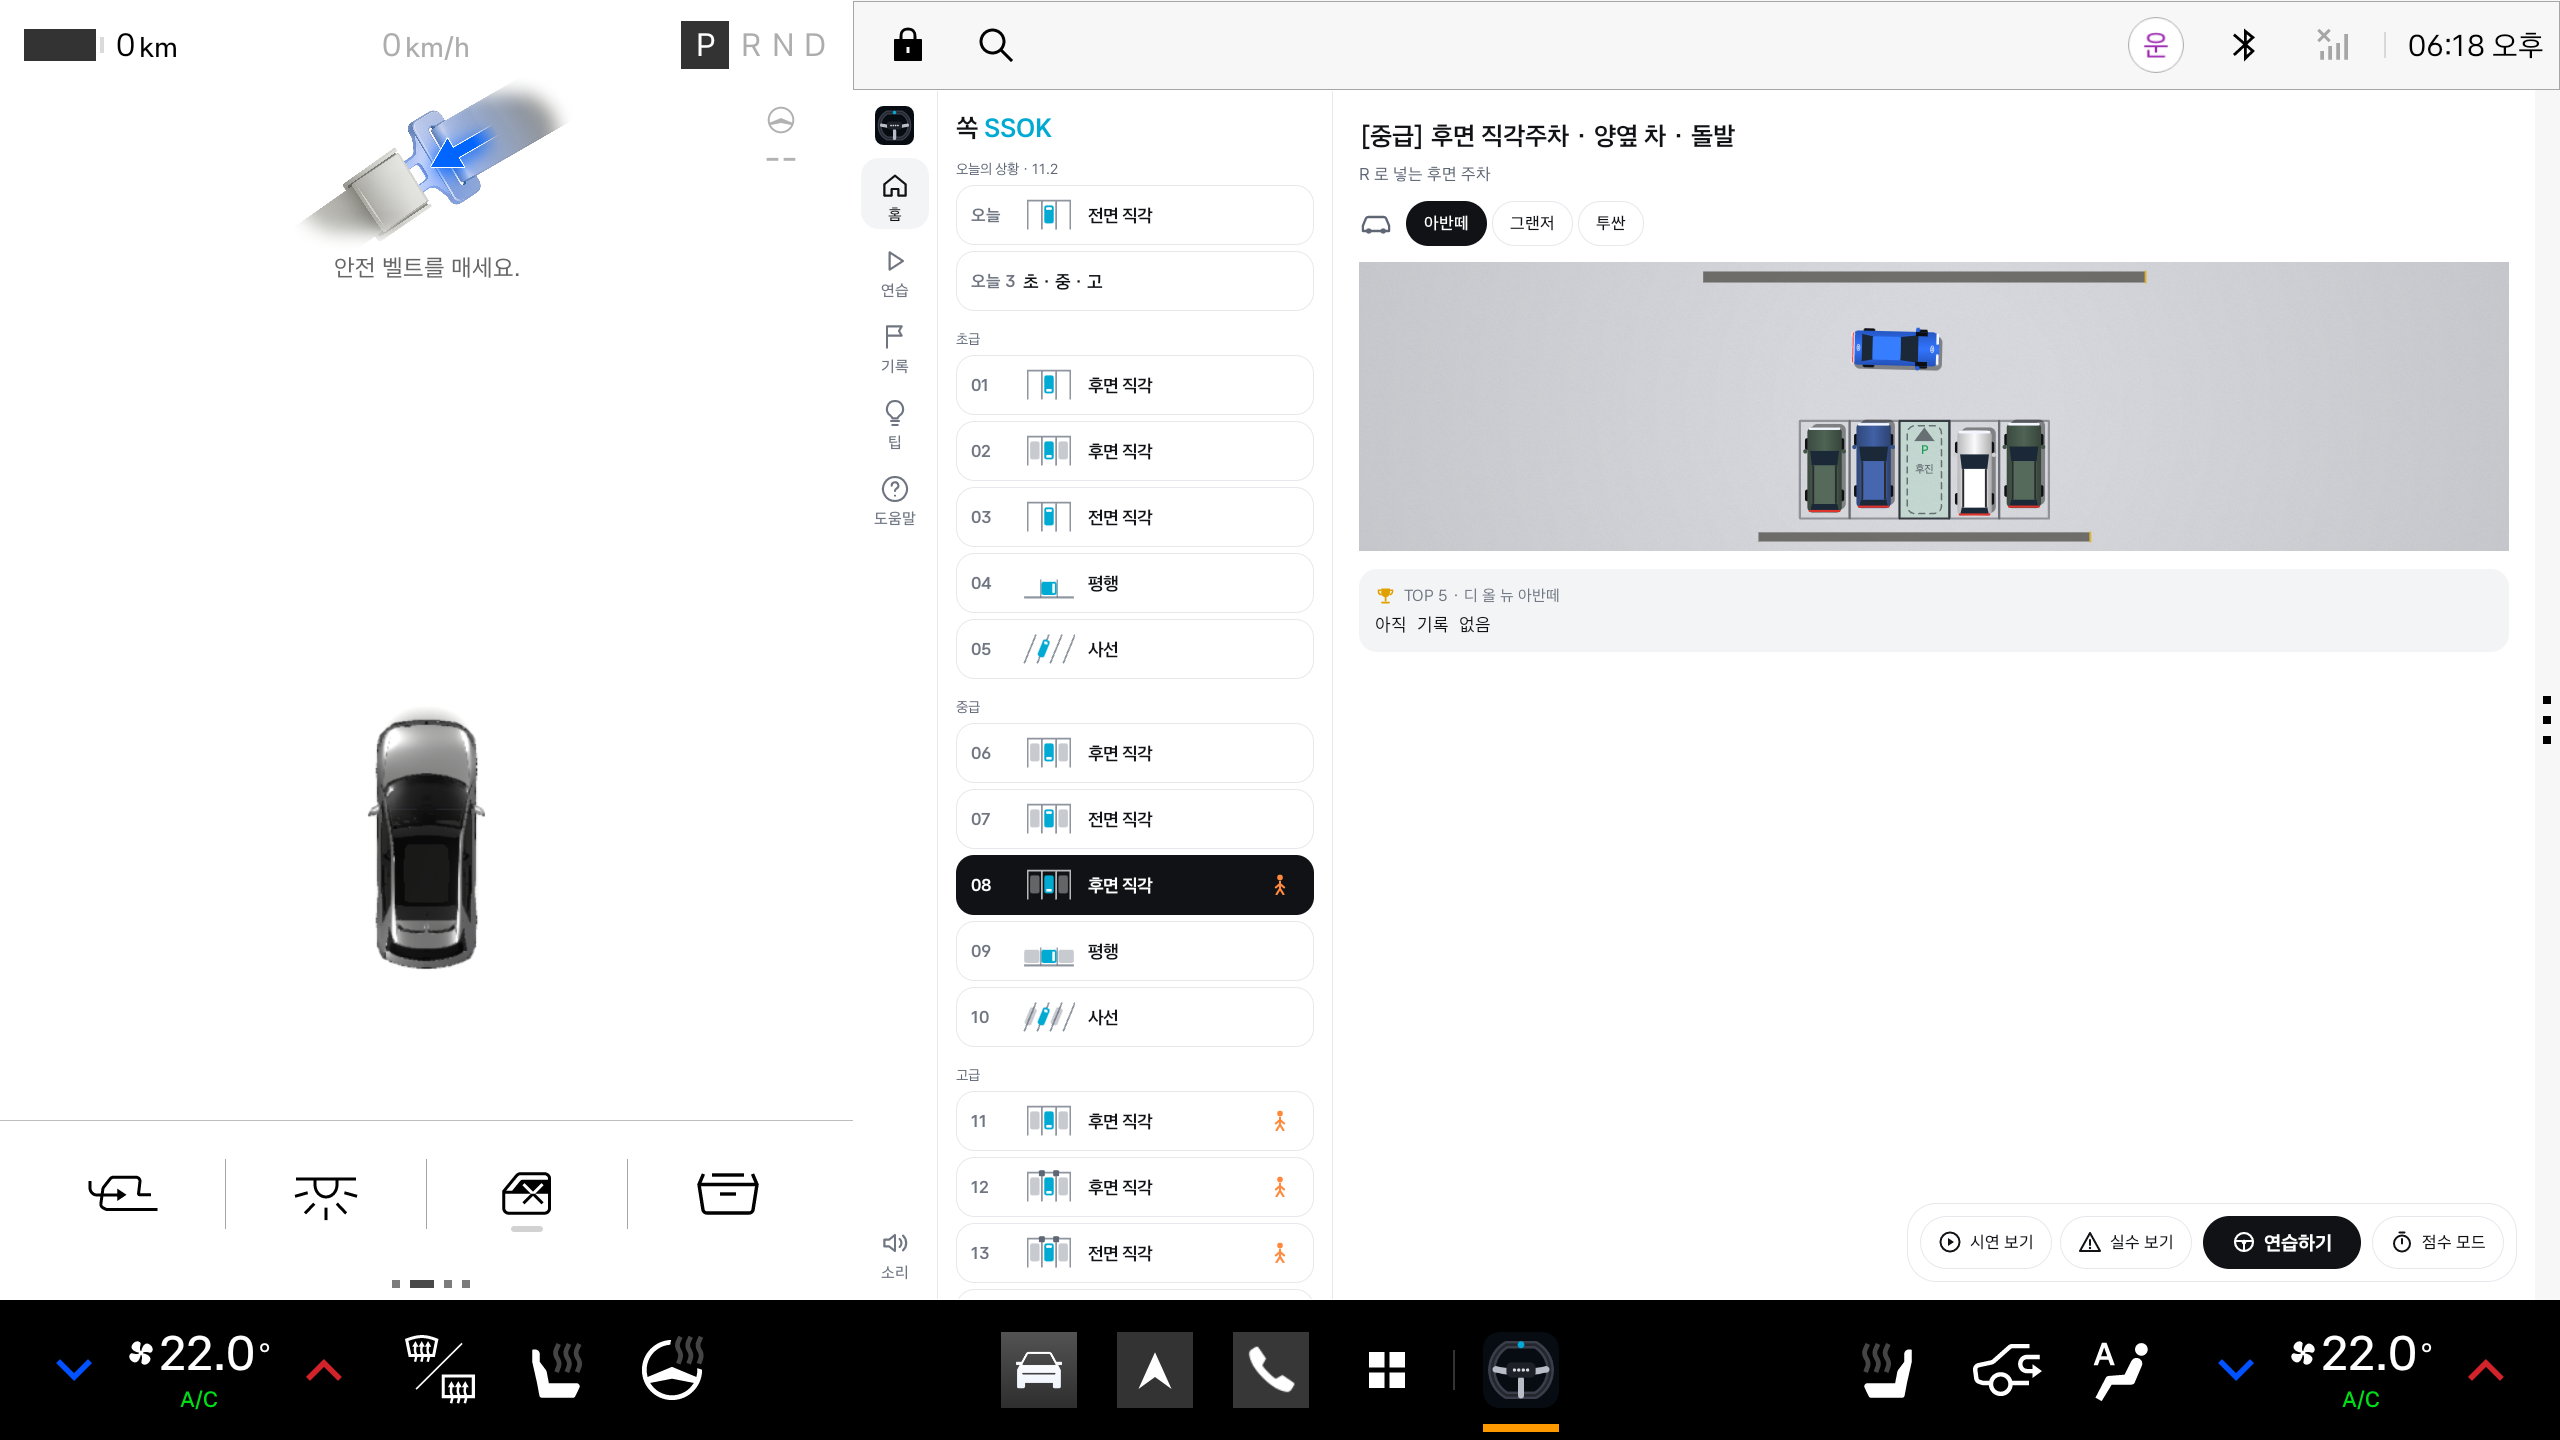 0 km
0 km/h
P R N D
안전 벨트를 매세요.
운
06:18 오후
홈
연습
기록
팁
도움말
소리
쏙 SSOK
오늘의 상황 · 11.2
오늘 전면 직각
오늘 3 초 · 중 · 고
초급
01 후면 직각
02 후면 직각
03 전면 직각
04 평행
05 사선
중급
06 후면 직각
07 전면 직각
08 후면 직각
09 평행
10 사선
고급
11 후면 직각
12 후면 직각
13 전면 직각
[중급] 후면 직각주차 · 양옆 차 · 돌발
R 로 넣는 후면 주차
아반떼 그랜저 투싼
P
후진
TOP 5 · 디 올 뉴 아반떼
아직 기록 없음
시연 보기 실수 보기 연습하기 점수 모드
22.0°
A/C
A
22.0°
A/C